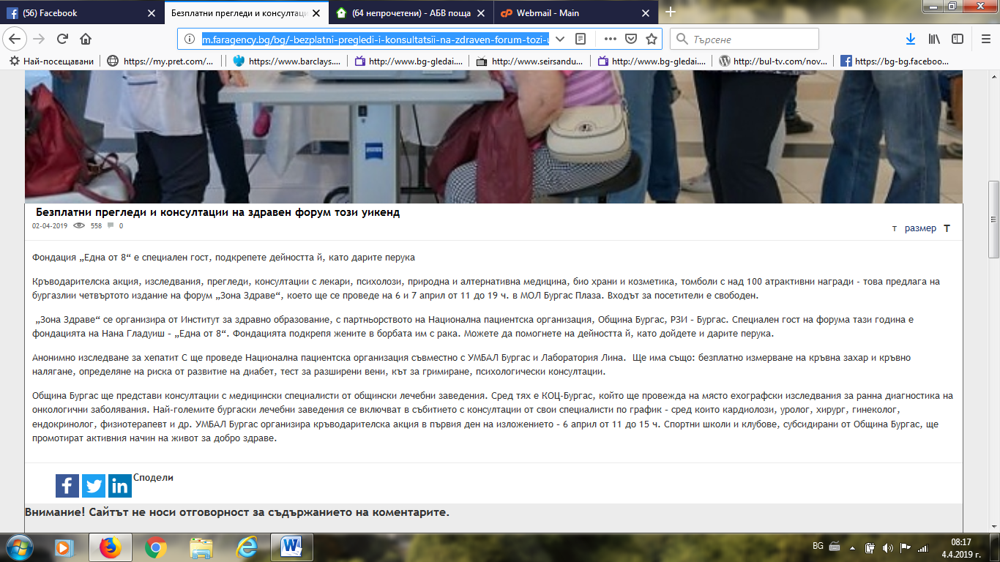 (56) Facebook
Безплатни прегледи и консултаци
(64 непрочетени) - АБВ поща
cP Webmail - Main
m.faragency.bg/bg/-bezplatni-pregledi-i-konsultatsii-na-zdraven-forum-tozi-u
Търсене
Най-посещавани
https://my.pret.com/...
https://www.barclays....
http://www.bg-gledai....
http://www.seirsandu...
http://www.bg-gledai....
http://bul-tv.com/nov...
https://bg-bg.faceboo...
ZEISS
Безплатни прегледи и консултации на здравен форум този уикенд
02-04-2019 558 0
т размер Т
Фондация „Една от 8“ е специален гост, подкрепете дейността й, като дарите перука
Кръводарителска акция, изследвания, прегледи, консултации с лекари, психолози, природна и алтернативна медицина, био храни и козметика, томболи с над 100 атрактивни награди – това предлага на
бургазлии четвъртото издание на форум „Зона Здраве“, което ще се проведе на 6 и 7 април от 11 до 19 ч. в МОЛ Бургас Плаза. Входът за посетители е свободен.
„Зона Здраве“ се организира от Институт за здравно образование, с партньорството на Национална пациентска организация, Община Бургас, РЗИ – Бургас. Специален гост на форума тази година е
фондацията на Нана Гладуиш – „Една от 8“. Фондацията подкрепя жените в борбата им с рака. Можете да помогнете на дейността й, като дойдете и дарите перука.
Анонимно изследване за хепатит С ще проведе Национална пациентска организация съвместно с УМБАЛ Бургас и Лаборатория Лина. Ще има също: безплатно измерване на кръвна захар и кръвно
налягане, определяне на риска от развитие на диабет, тест за разширени вени, кът за гримиране, психологически консултации.
Община Бургас ще представи консултации с медицински специалисти от общински лечебни заведения. Сред тях е КОЦ-Бургас, който ще провежда на място ехографски изследвания за ранна диагностика на
онкологични заболявания. Най-големите бургаски лечебни заведения се включват в събитието с консултации от свои специалисти по график – сред които кардиолози, уролог, хирург, гинеколог,
ендокринолог, физиотерапевт и др. УМБАЛ Бургас организира кръводарителска акция в първия ден на изложението – 6 април от 11 до 15 ч. Спортни школи и клубове, субсидирани от Община Бургас, ще
промотират активния начин на живот за добро здраве.
Сподели
Внимание! Сайтът не носи отговорност за съдържанието на коментарите.
BG
08:17
4.4.2019 г.